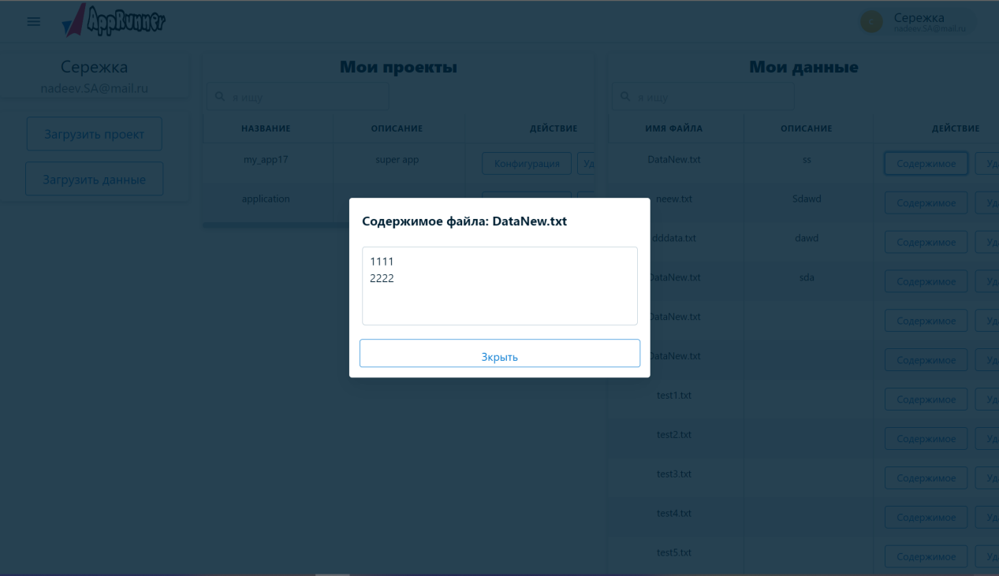 AppRunner
Сережка
nadeev.SA@mail.ru
Сережка
nadeev.SA@mail.ru
Загрузить проект
Загрузить данные
Мои проекты
я ищу
НАЗВАНИЕ ОПИСАНИЕ ДЕЙСТВИЕ
my_app17 super app Конфигурация Уд
application
Мои данные
я ищу
ИМЯ ФАЙЛА ОПИСАНИЕ ДЕЙСТВИЕ
DataNew.txt ss Содержимое Уд
neew.txt Sdawd Содержимое Уд
dddata.txt dawd Содержимое Уд
DataNew.txt sda Содержимое Уд
DataNew.txt Содержимое Уд
DataNew.txt Содержимое Уд
test1.txt Содержимое Уд
test2.txt Содержимое Уд
test3.txt Содержимое Уд
test4.txt Содержимое Уд
test5.txt Содержимое Уд
Содержимое файла: DataNew.txt
1111
2222
Зкрыть